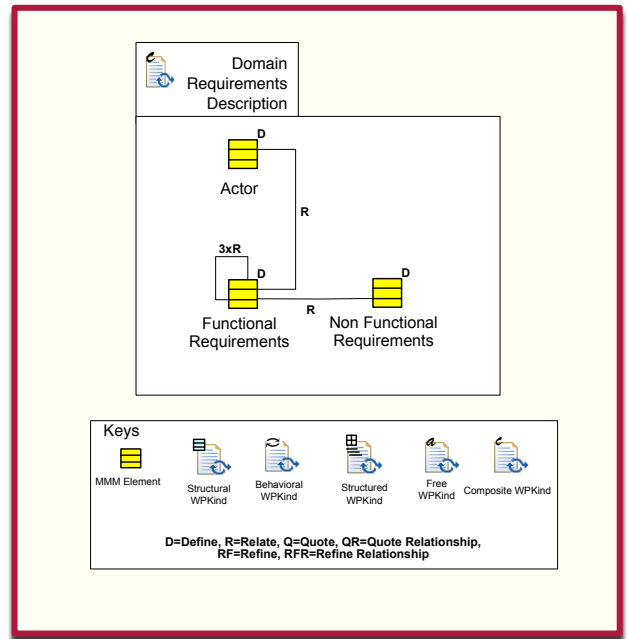 Domain
Requirements
Description
D
Actor
R
3xR
D
D
R
Functional
Requirements
Non Functional
Requirements
Keys
MMM Element
Structural
WPKind
Behavioral
WPKind
Structured
WPKind
Free
WPKind
Composite WPKind
D=Define, R=Relate, Q=Quote, QR=Quote Relationship,
RF=Refine, RFR=Refine Relationship